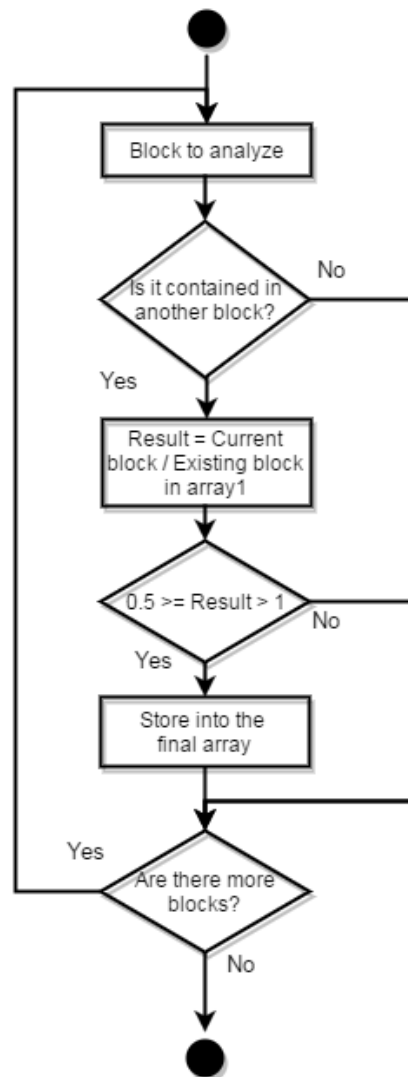 Block to analyze
No
Is it contained in
another block?
Yes
Result = Current
block / Existing block
in array1
0.5 >= Result > 1
No
Yes
Store into the
final array
Yes
Are there more
blocks?
No